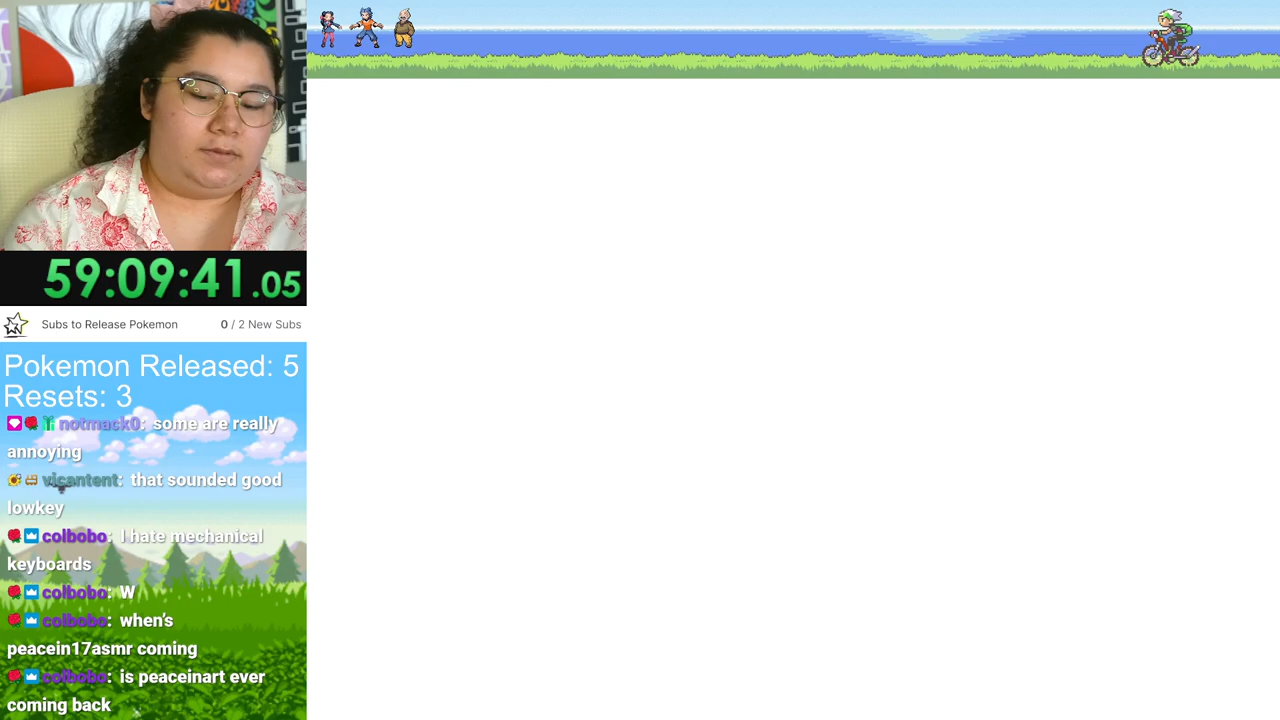 59:09:41.05
Subs to Release Pokemon 0 / 2 New Subs
Pokemon Released: 5
Resets: 3
notmack0: some are really
annoying
vicantent: that sounded good
lowkey
colbobo: I hate mechanical
keyboards
colbobo: W
colbobo: when's
peacein17asmr coming
colbobo: is peaceinart ever
coming back